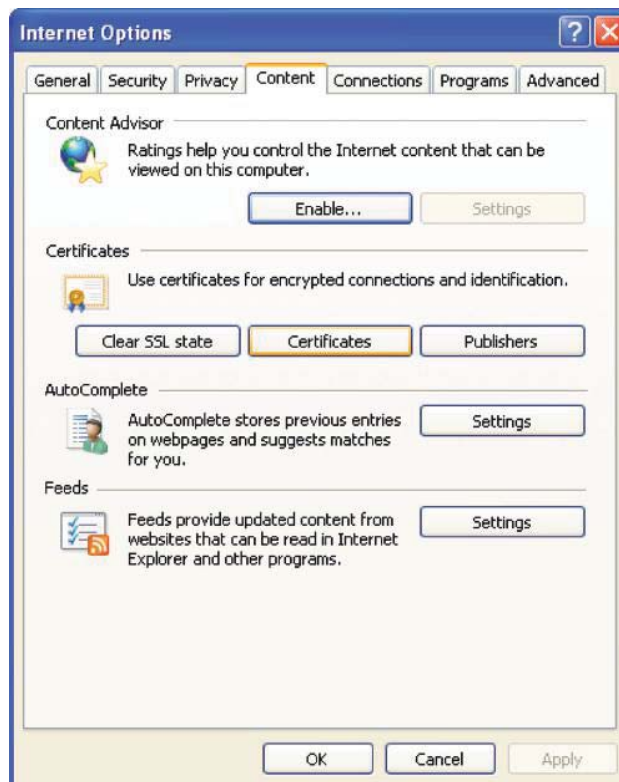 Internet Options
General Security Privacy Content Connections Programs Advanced
Content Advisor
Ratings help you control the Internet content that can be
viewed on this computer.
Enable... Settings
Certificates
Use certificates for encrypted connections and identification.
Clear SSL state Certificates Publishers
AutoComplete
AutoComplete stores previous entries
on webpages and suggests matches
for you.
Settings
Feeds
Feeds provide updated content from
websites that can be read in Internet
Explorer and other programs.
Settings
OK Cancel Apply